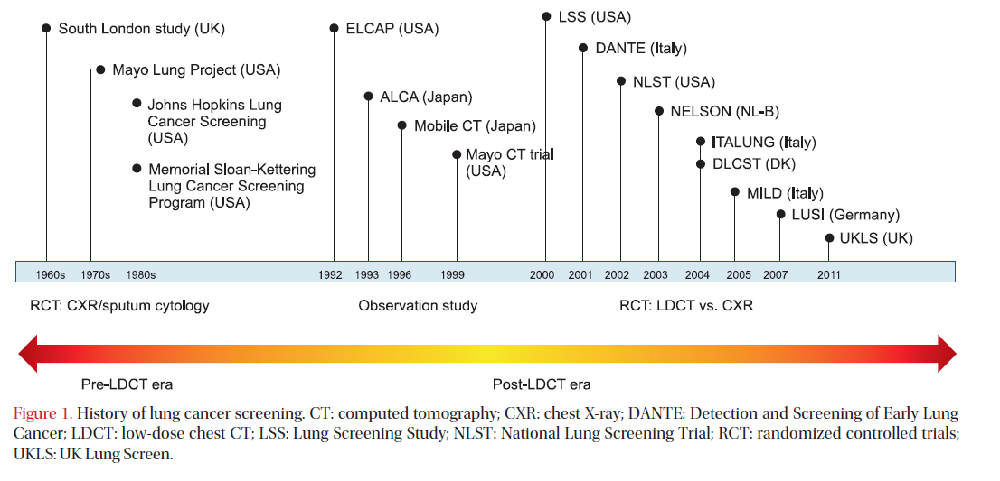 South London study (UK)
Mayo Lung Project (USA)
Johns Hopkins Lung
Cancer Screening
(USA)
Memorial Sloan-Kettering
Lung Cancer Screening
Program (USA)
ELCAP (USA)
ALCA (Japan)
Mobile CT (Japan)
Mayo CT trial
(USA)
LSS (USA)
DANTE (Italy)
NLST (USA)
NELSON (NL-B)
ITALUNG (Italy)
DLCST (DK)
MILD (Italy)
LUSI (Germany)
UKLS (UK)
1960s 1970s 1980s 1992 1993 1996 1999 2000 2001 2002 2003 2004 2005 2007 2011
RCT: CXR/sputum cytology Observation study RCT: LDCT vs. CXR
Pre-LDCT era Post-LDCT era
Figure 1. History of lung cancer screening. CT: computed tomography; CXR: chest X-ray; DANTE: Detection and Screening of Early Lung
Cancer; LDCT: low-dose chest CT; LSS: Lung Screening Study; NLST: National Lung Screening Trial; RCT: randomized controlled trials;
UKLS: UK Lung Screen.